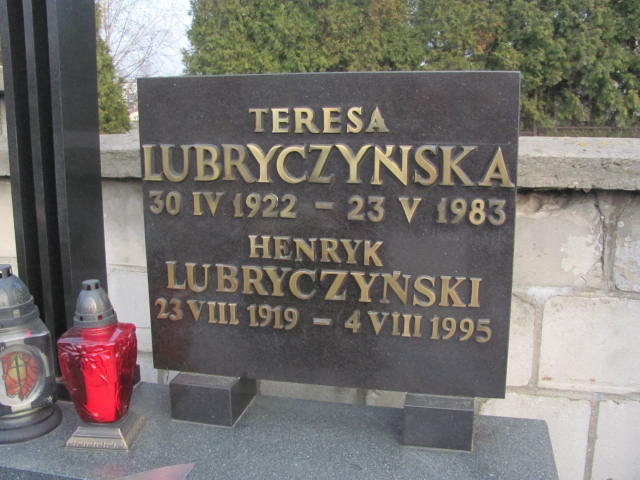 TERESA
LUBRYCZYŃSKA
30 IV 1922 – 23 V 1983
HENRYK
LUBRYCZYŃSKI
23 VIII 1919 – 4 VIII 1995